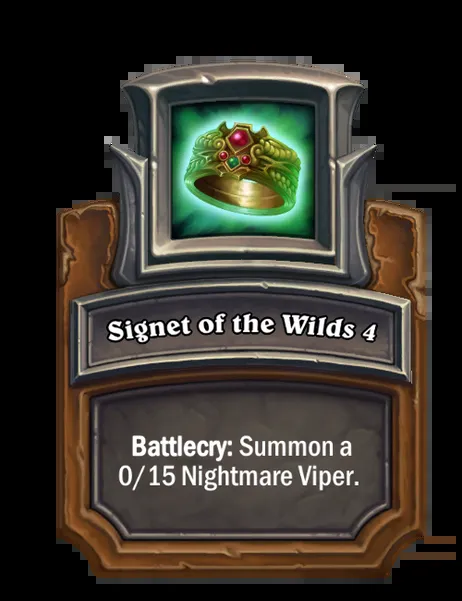 Signet of the Wilds 4
Battlecry: Summon a
0/15 Nightmare Viper.